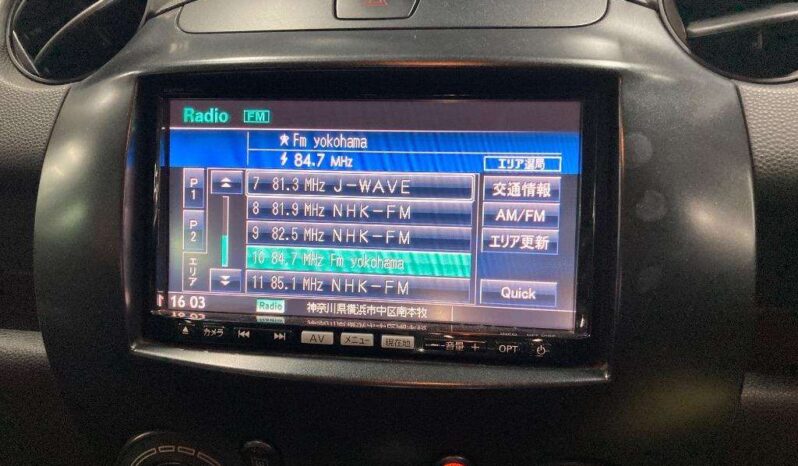 Radio FM
Fm yokohama
84.7 MHz
エリア選局
P1
7 81.3 MHz J-WAVE
交通情報
8 81.9 MHz NHK-FM
AM/FM
P2
9 82.5 MHz NHK-FM
エリア更新
エリア
10 84.7 MHz Fm yokohama
11 85.1 MHz NHK-FM
Quick
16 03
Radio
神奈川県横浜市中区南本牧
カメラ
AV
メニュー
現在地
− 音量 +
OPT